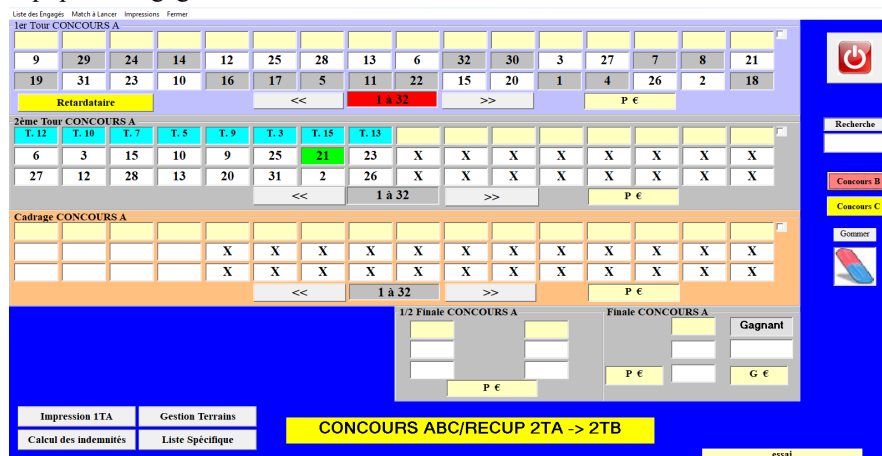 Liste des Engagés Match à Lancer Impressions Fermer
1er Tour CONCOURS A
9 29 24 14 12 25 28 13 6 32 30 3 27 7 8 21
19 31 23 10 16 17 5 11 22 15 20 1 4 26 2 18
Retardataire << 1 à 32 >> P €
2ème Tour CONCOURS A
T. 12 T. 10 T. 7 T. 5 T. 9 T. 3 T. 15 T. 13
6 3 15 10 9 25 21 23 X X X X X X X X
27 12 28 13 20 31 2 26 X X X X X X X X
<< 1 à 32 >> P €
Cadrage CONCOURS A
X X X X X X X X X X X X
X X X X X X X X X X X X
<< 1 à 32 >> P €
1/2 Finale CONCOURS A
P €
Finale CONCOURS A
Gagnant
P € G €
Recherche
Concours B
Concours C
Gommer
Impression 1TA Gestion Terrains
Calcul des indemnités Liste Spécifique
CONCOURS ABC/RECUP 2TA -> 2TB
essai